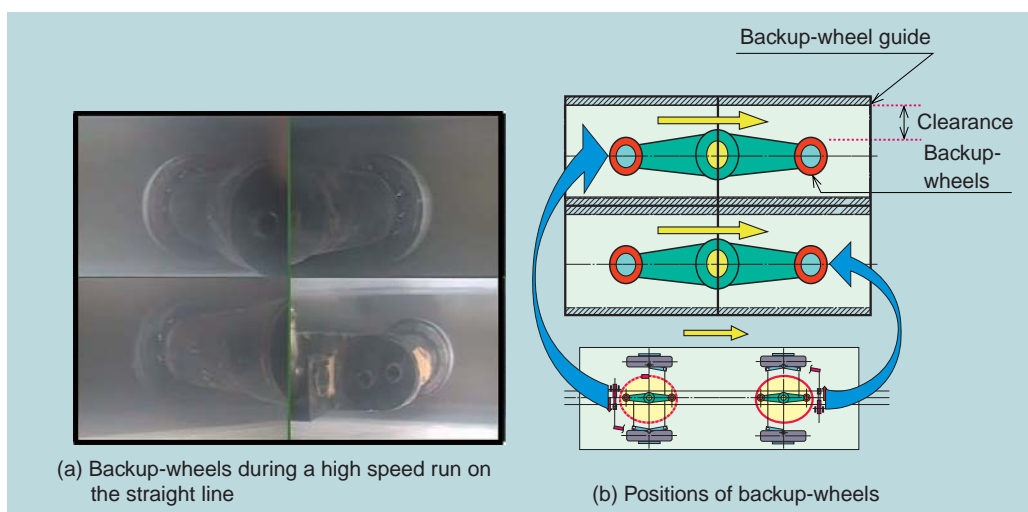 Backup-wheel guide
Clearance
Backup-
wheels
(a) Backup-wheels during a high speed run on
the straight line
(b) Positions of backup-wheels